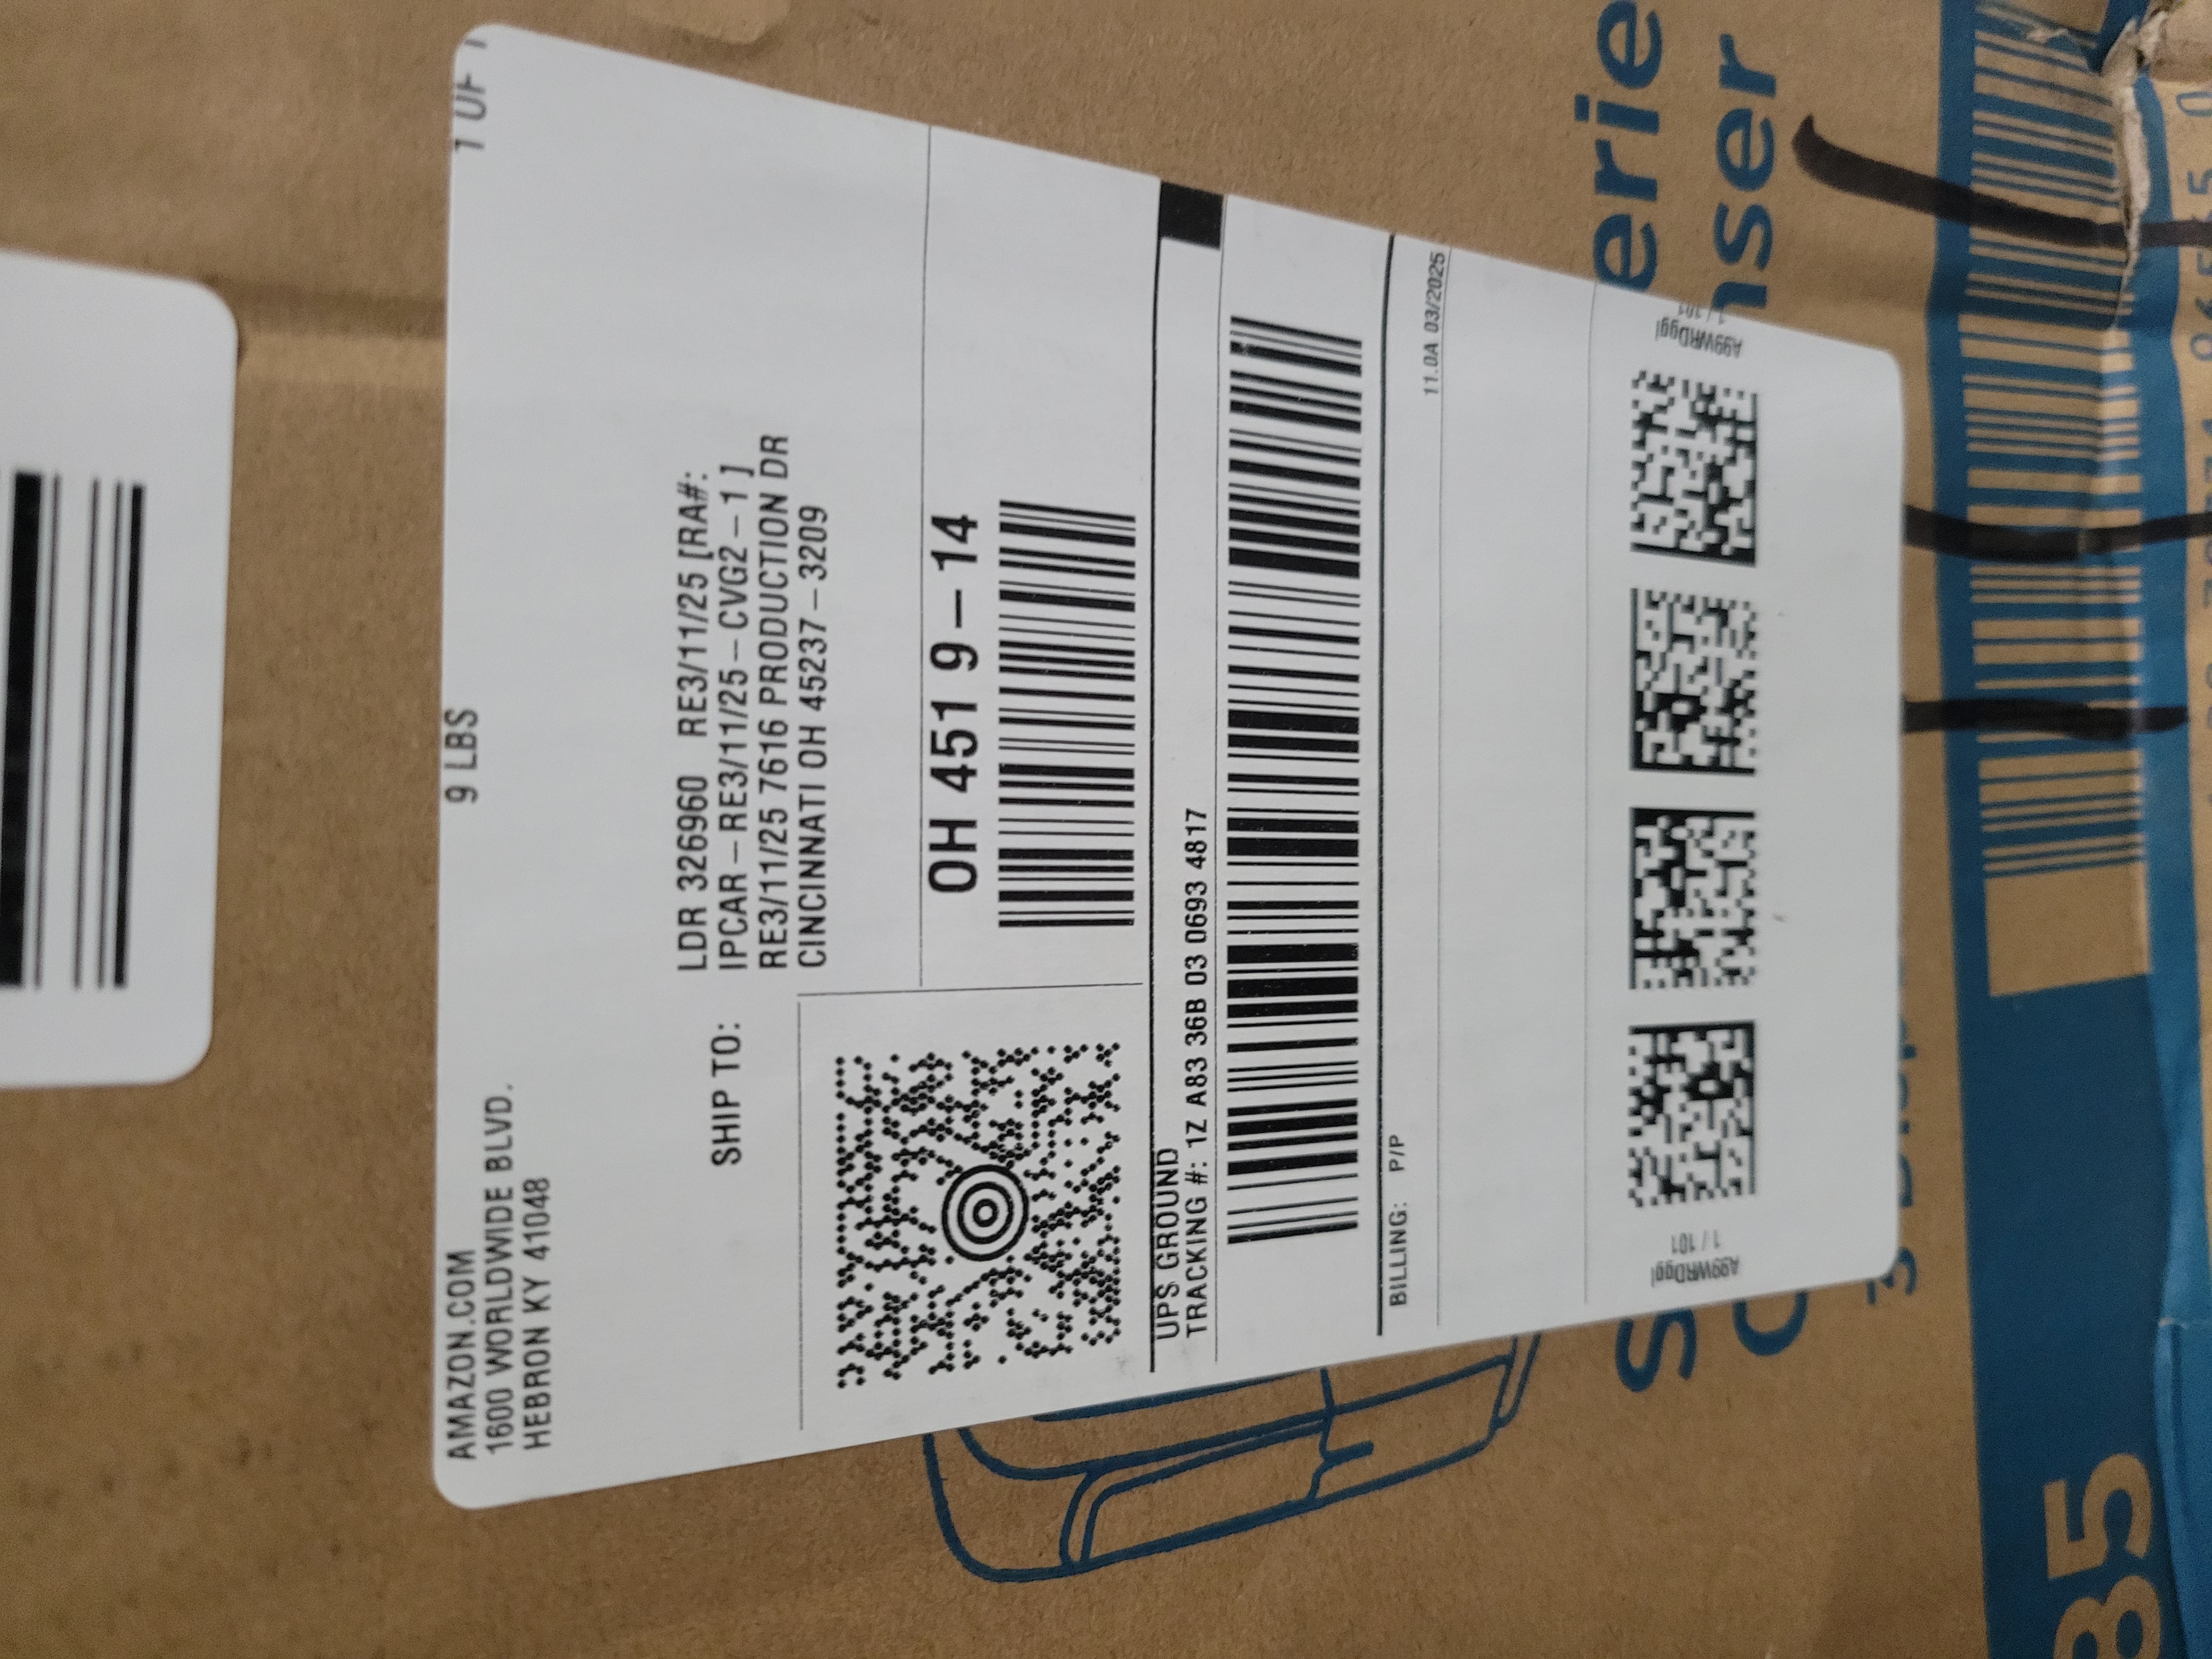 AMAZON.COM
1600 WORLDWIDE BLVD.
HEBRON KY 41048
9 LBS
1 OF
SHIP TO:
LDR 326960 RE3/11/25 [RA#:
IPCAR-RE3/11/25-CVG2-1]
RE3/11/25 7616 PRODUCTION DR
CINCINNATI OH 45237-3209
OH 451 9-14
UPS GROUND
TRACKING #: 1Z A83 36B 03 0693 4817
BILLING: P/P
11.0A 03/2025
A99WRDggI
1 / 101
A99WRDggI
1 / 101
85